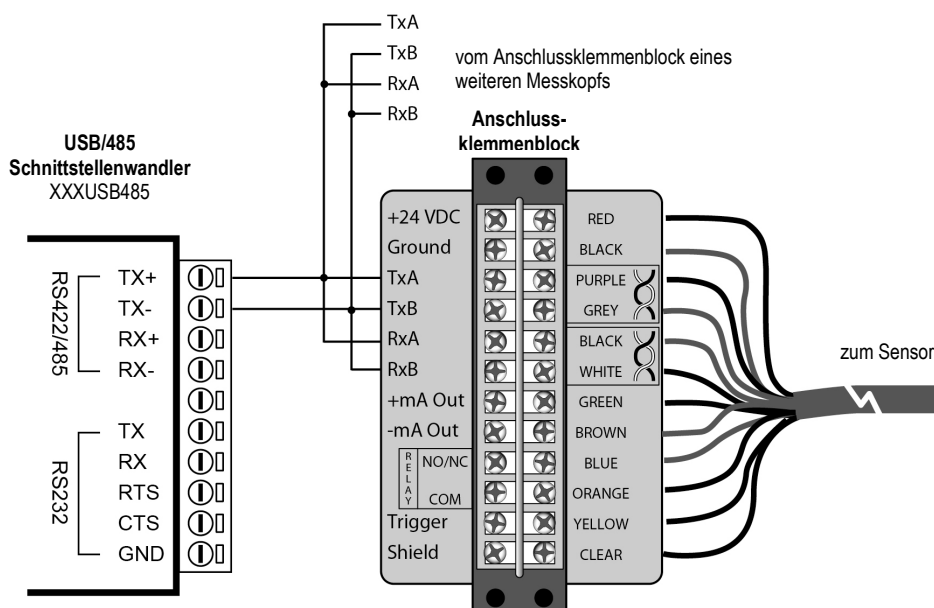 TxA
TxB
RxA
RxB
vom Anschlussklemmenblock eines
weiteren Messkopfs
USB/485
Schnittstellenwandler
XXXUSB485
Anschluss-
klemmenblock
RS422/485
TX+
TX-
RX+
RX-
RS232
TX
RX
RTS
CTS
GND
+24 VDC
Ground
TxA
TxB
RxA
RxB
+mA Out
-mA Out
RELAY
NO/NC
COM
Trigger
Shield
RED
BLACK
PURPLE
GREY
BLACK
WHITE
GREEN
BROWN
BLUE
ORANGE
YELLOW
CLEAR
zum Sensor